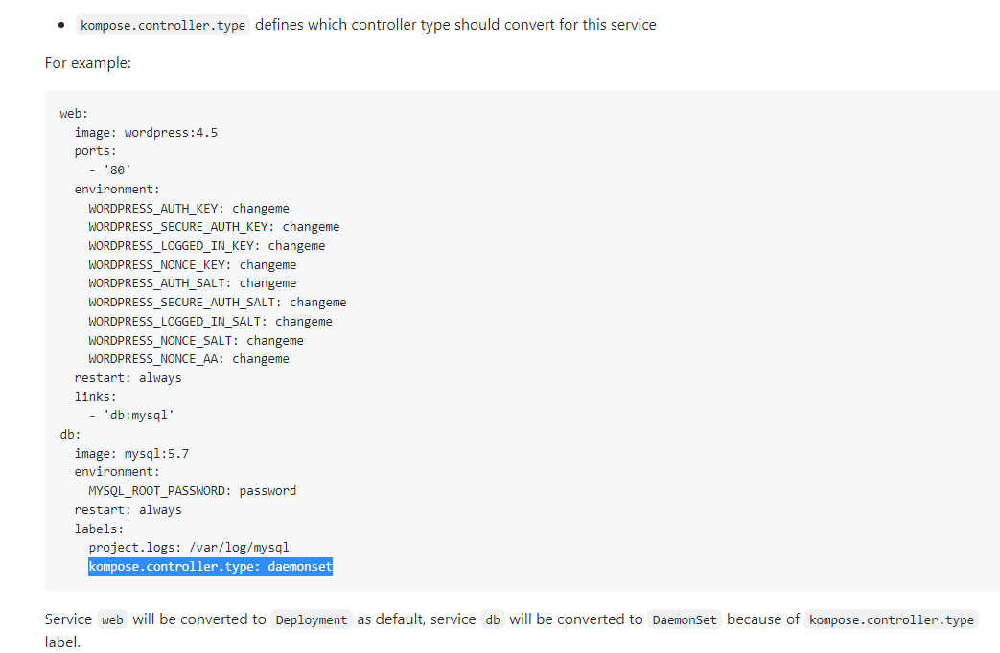 • kompose.controller.type defines which controller type should convert for this service
For example:
web:
  image: wordpress:4.5
  ports:
    - '80'
  environment:
    WORDPRESS_AUTH_KEY: changeme
    WORDPRESS_SECURE_AUTH_KEY: changeme
    WORDPRESS_LOGGED_IN_KEY: changeme
    WORDPRESS_NONCE_KEY: changeme
    WORDPRESS_AUTH_SALT: changeme
    WORDPRESS_SECURE_AUTH_SALT: changeme
    WORDPRESS_LOGGED_IN_SALT: changeme
    WORDPRESS_NONCE_SALT: changeme
    WORDPRESS_NONCE_AA: changeme
  restart: always
  links:
    - 'db:mysql'
db:
  image: mysql:5.7
  environment:
    MYSQL_ROOT_PASSWORD: password
  restart: always
  labels:
    project.logs: /var/log/mysql
    kompose.controller.type: daemonset
Service web will be converted to Deployment as default, service db will be converted to DaemonSet because of kompose.controller.type
label.